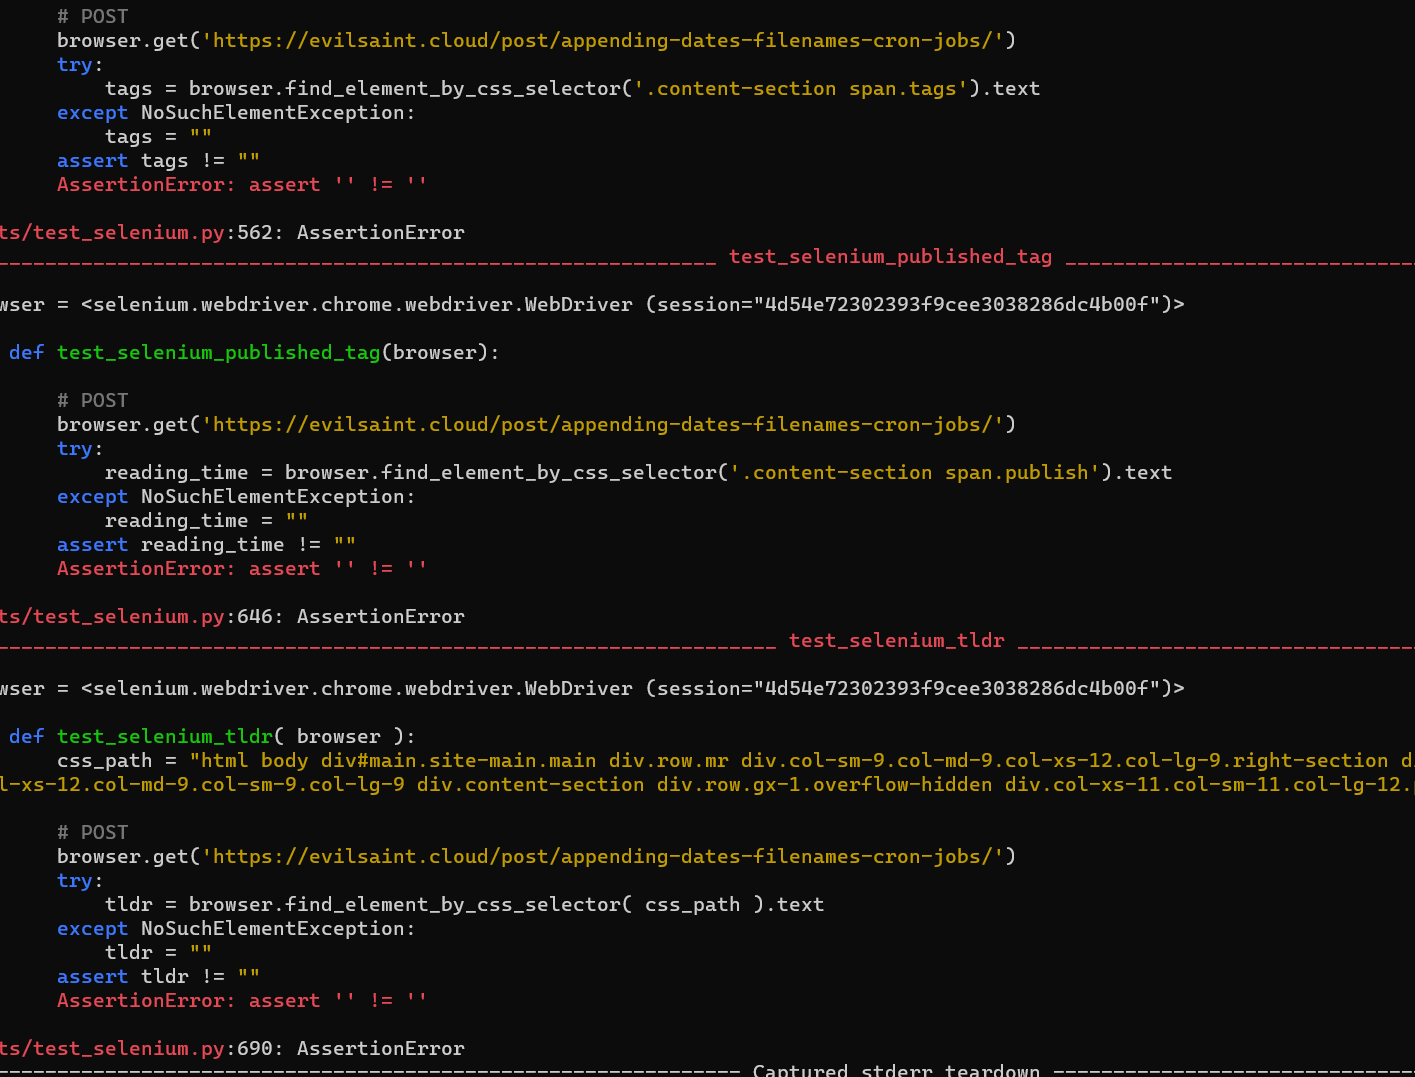 # POST
browser.get('https://evilsaint.cloud/post/appending-dates-filenames-cron-jobs/')
try:
    tags = browser.find_element_by_css_selector('.content-section span.tags').text
except NoSuchElementException:
    tags = ""
assert tags != ""
AssertionError: assert '' != ''
ts/test_selenium.py:562: AssertionError
____________________________________________________________ test_selenium_published_tag _____________________________
wser = <selenium.webdriver.chrome.webdriver.WebDriver (session="4d54e72302393f9cee3038286dc4b00f")>
def test_selenium_published_tag(browser):
# POST
browser.get('https://evilsaint.cloud/post/appending-dates-filenames-cron-jobs/')
try:
    reading_time = browser.find_element_by_css_selector('.content-section span.publish').text
except NoSuchElementException:
    reading_time = ""
assert reading_time != ""
AssertionError: assert '' != ''
ts/test_selenium.py:646: AssertionError
_________________________________________________________________ test_selenium_tldr _________________________________
wser = <selenium.webdriver.chrome.webdriver.WebDriver (session="4d54e72302393f9cee3038286dc4b00f")>
def test_selenium_tldr( browser ):
    css_path = "html body div#main.site-main.main div.row.mr div.col-sm-9.col-md-9.col-xs-12.col-lg-9.right-section d
l-xs-12.col-md-9.col-sm-9.col-lg-9 div.content-section div.row.gx-1.overflow-hidden div.col-xs-11.col-sm-11.col-lg-12.
# POST
browser.get('https://evilsaint.cloud/post/appending-dates-filenames-cron-jobs/')
try:
    tldr = browser.find_element_by_css_selector( css_path ).text
except NoSuchElementException:
    tldr = ""
assert tldr != ""
AssertionError: assert '' != ''
ts/test_selenium.py:690: AssertionError
-------------------------------------------------------------- Captured stderr teardown ------------------------------